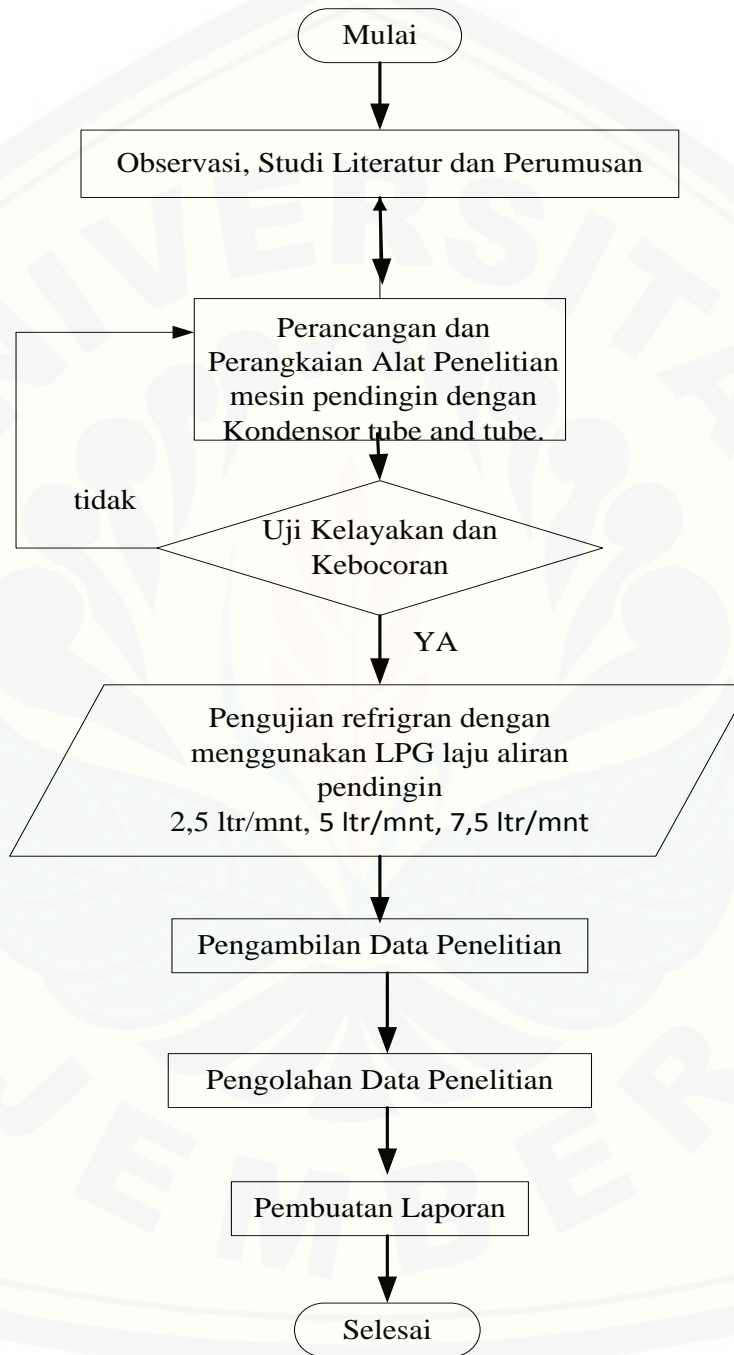 Mulai
Observasi, Studi Literatur dan Perumusan
Perancangan dan
Perangkaian Alat Penelitian
mesin pendingin dengan
Kondensor tube and tube.
tidak
Uji Kelayakan dan
Kebocoran
YA
Pengujian refrigran dengan
menggunakan LPG laju aliran
pendingin
2,5 ltr/mnt, 5 ltr/mnt, 7,5 ltr/mnt
Pengambilan Data Penelitian
Pengolahan Data Penelitian
Pembuatan Laporan
Selesai
UNIVERSITA
JEMBER